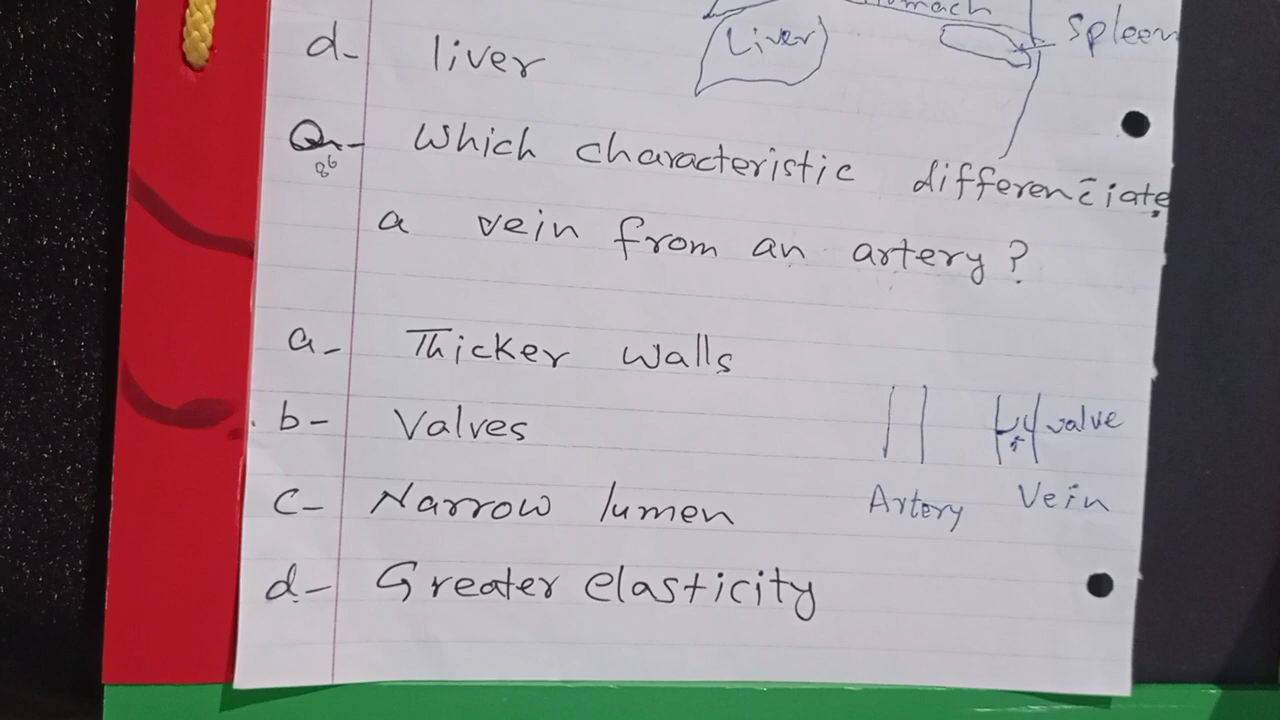 Spleen
Liver
d- liver
Q- Which characteristic differenciate
86
a vein from an artery?
a- Thicker walls
b- Valves
valve
c- Narrow lumen
Artery Vein
d- Greater elasticity